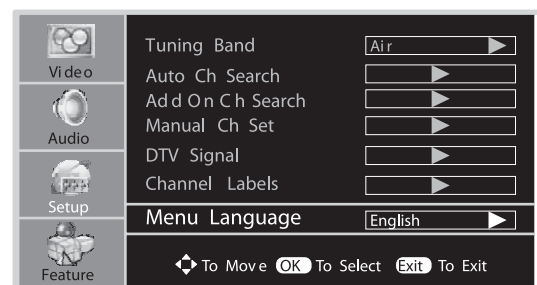 Video
Audio
Setup
Feature
Tuning Band Air
Auto Ch Search
Add On Ch Search
Manual Ch Set
DTV Signal
Channel Labels
Menu Language English
To Move OK To Select Exit To Exit